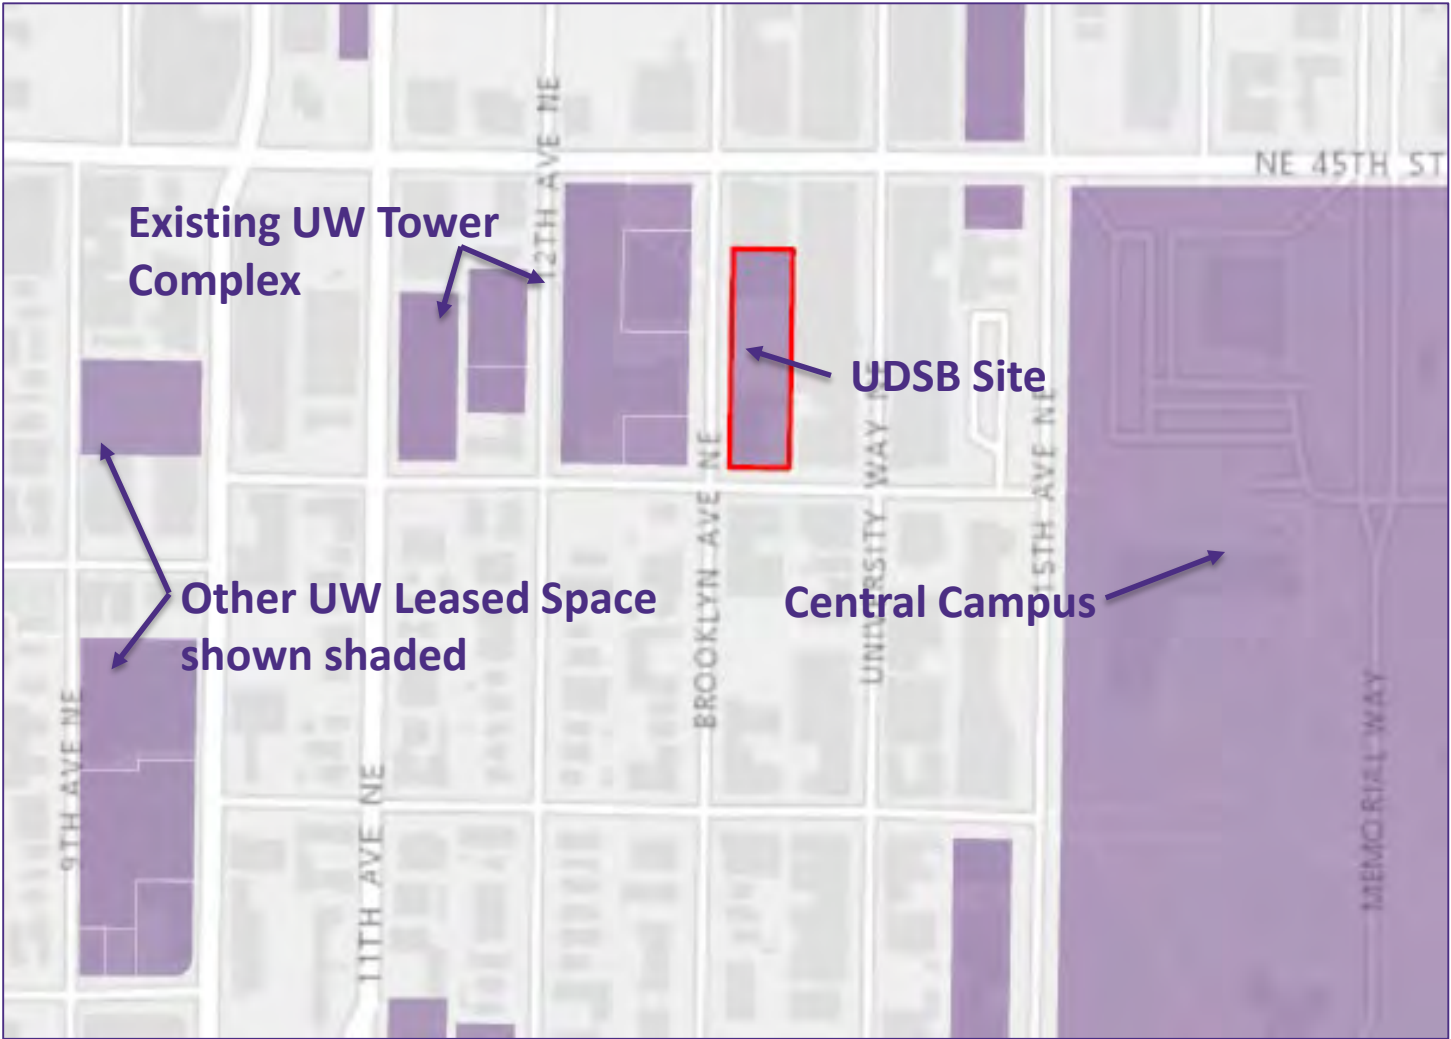 NE 45TH ST
12TH AVE NE
Existing UW Tower
Complex
UDSB Site
BROOKLYN AVE NE
UNIVERSITY WAY NE
15TH AVE NE
Other UW Leased Space
shown shaded
Central Campus
9TH AVE NE
11TH AVE NE
MEMORIAL WAY